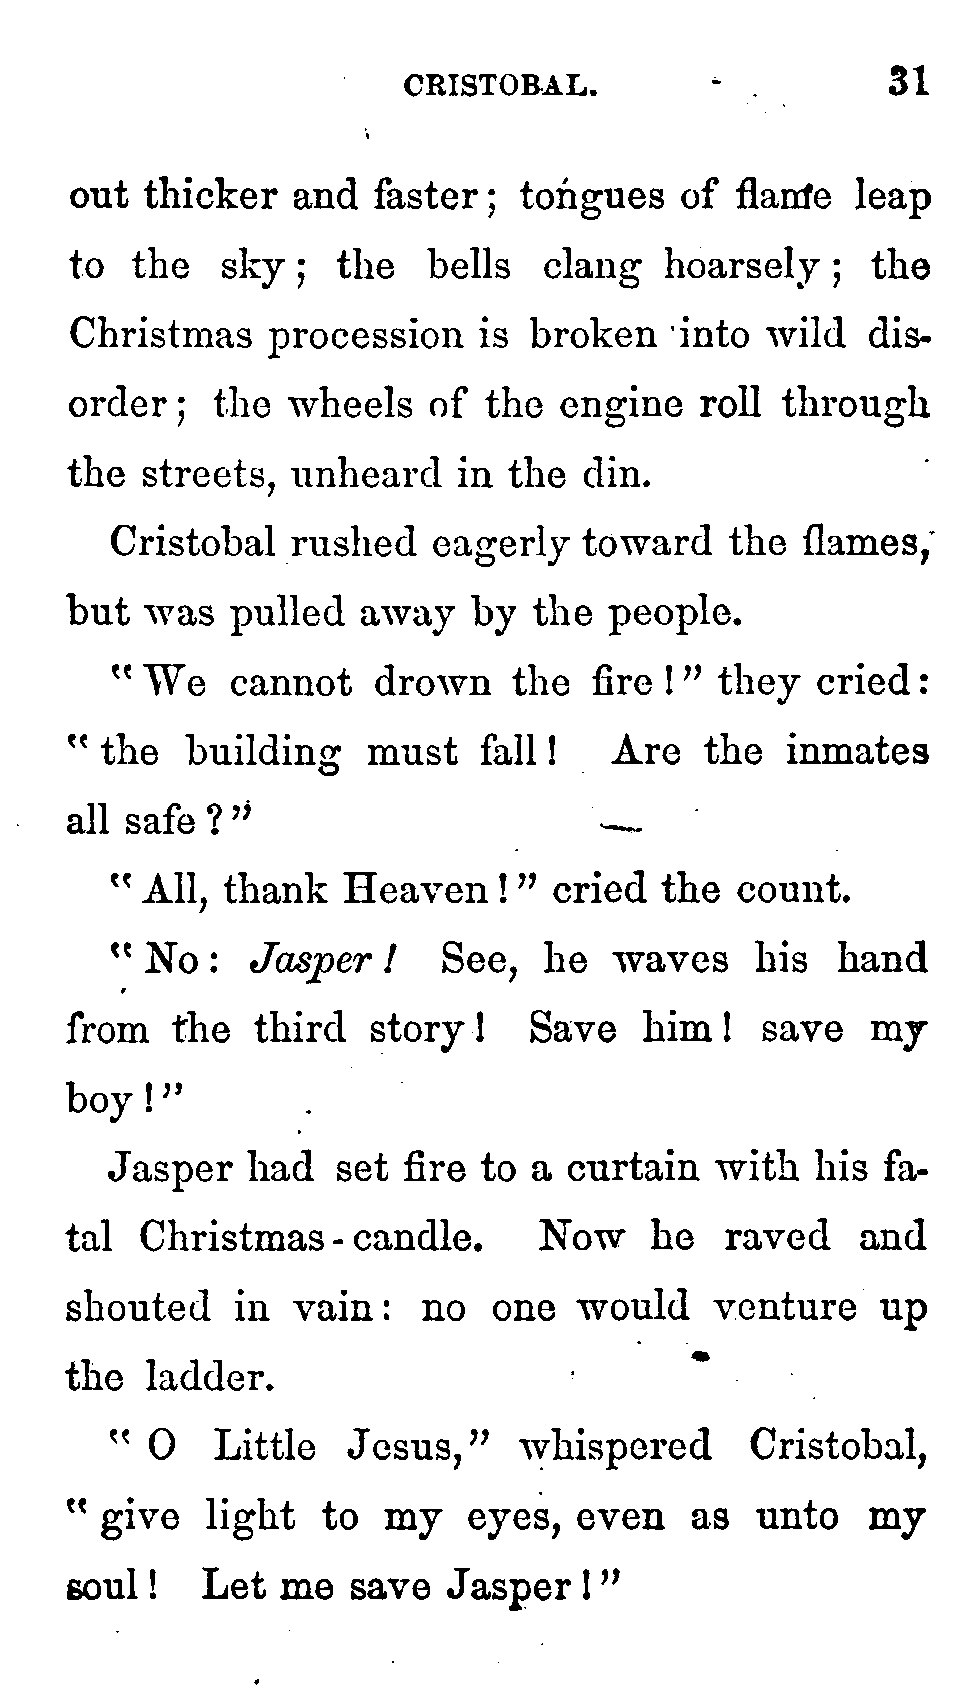 CRISTOBAL. 31
out thicker and faster; tongues of flame leap
to the sky; the bells clang hoarsely; the
Christmas procession is broken into wild dis-
order; the wheels of the engine roll through
the streets, unheard in the din.
Cristobal rushed eagerly toward the flames,
but was pulled away by the people.
"We cannot drown the fire!" they cried:
"the building must fall! Are the inmates
all safe?"
"All, thank Heaven!" cried the count.
"No: Jasper! See, he waves his hand
from the third story! Save him! save my
boy!"
Jasper had set fire to a curtain with his fa-
tal Christmas-candle. Now he raved and
shouted in vain: no one would venture up
the ladder.
"O Little Jesus," whispered Cristobal,
"give light to my eyes, even as unto my
soul! Let me save Jasper!"